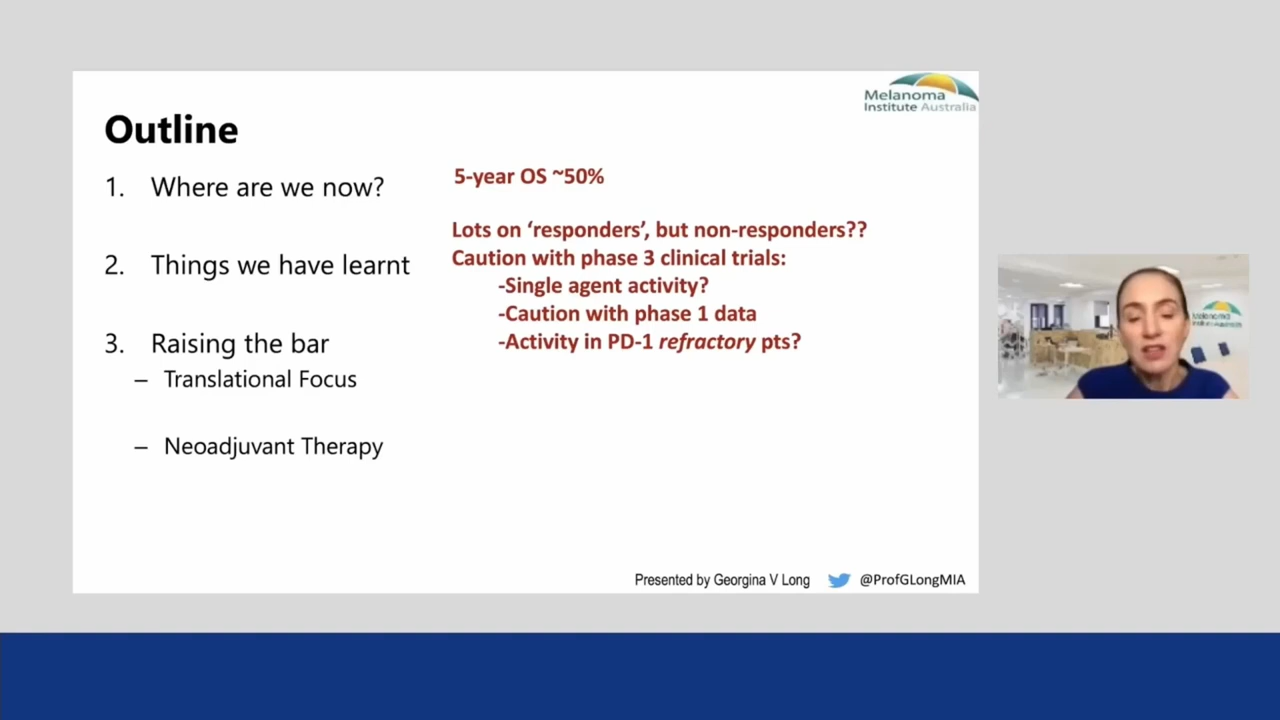 Melanoma
Institute Australia
Outline
1. Where are we now?
5-year OS ~50%
2. Things we have learnt
Lots on ‘responders’, but non-responders??
Caution with phase 3 clinical trials:
-Single agent activity?
-Caution with phase 1 data
-Activity in PD-1 refractory pts?
3. Raising the bar
– Translational Focus
– Neoadjuvant Therapy
Presented by Georgina V Long
@ProfGLongMIA
Melanoma
Institute Australia